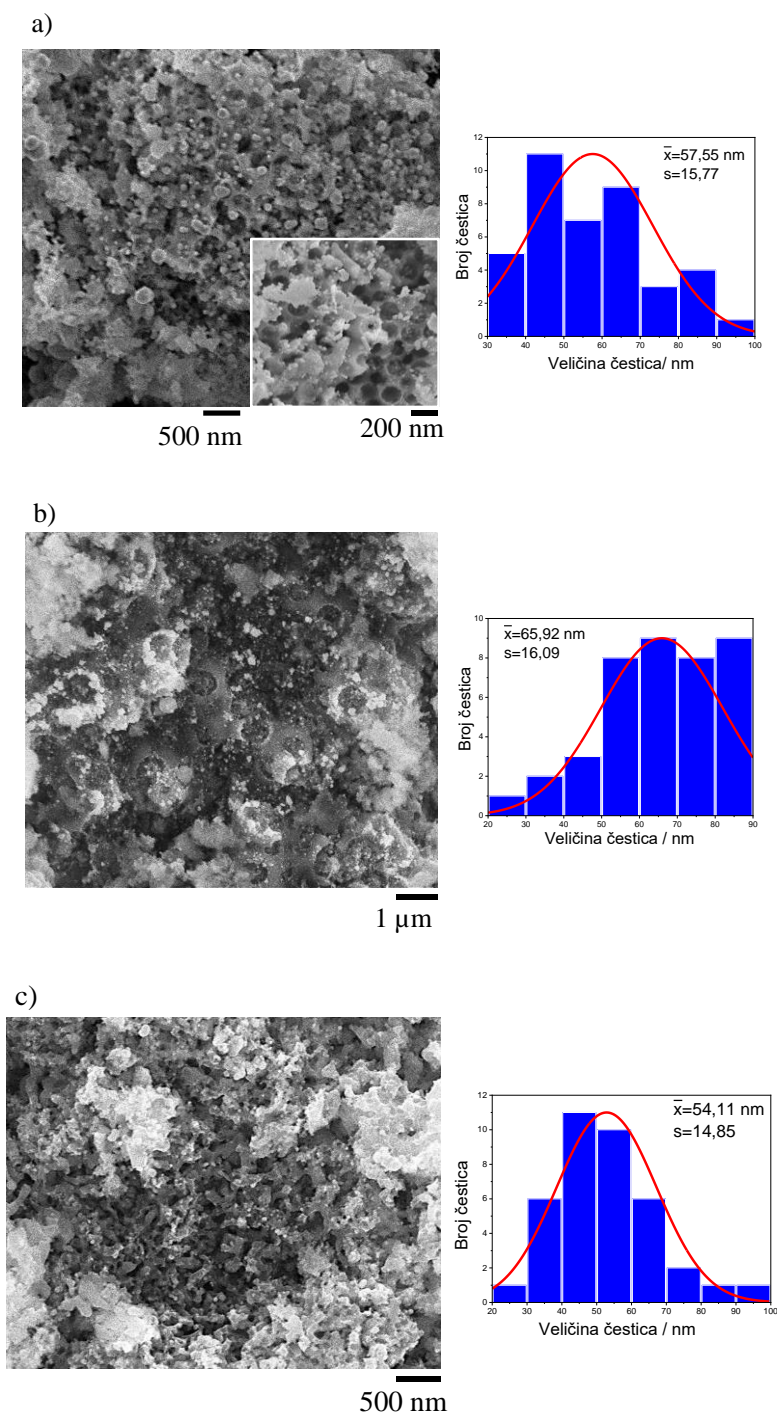 a)
500 nm
200 nm
x̄=57,55 nm
s=15,77
Broj čestica
12
10
8
6
4
2
0
30 40 50 60 70 80 90 100
Veličina čestica/ nm
b)
1 µm
x̄=65,92 nm
s=16,09
Broj čestica
10
8
6
4
2
0
20 30 40 50 60 70 80 90
Veličina čestica / nm
c)
500 nm
x̄=54,11 nm
s=14,85
Broj čestica
12
10
8
6
4
2
0
20 30 40 50 60 70 80 90 100
Veličina čestica / nm